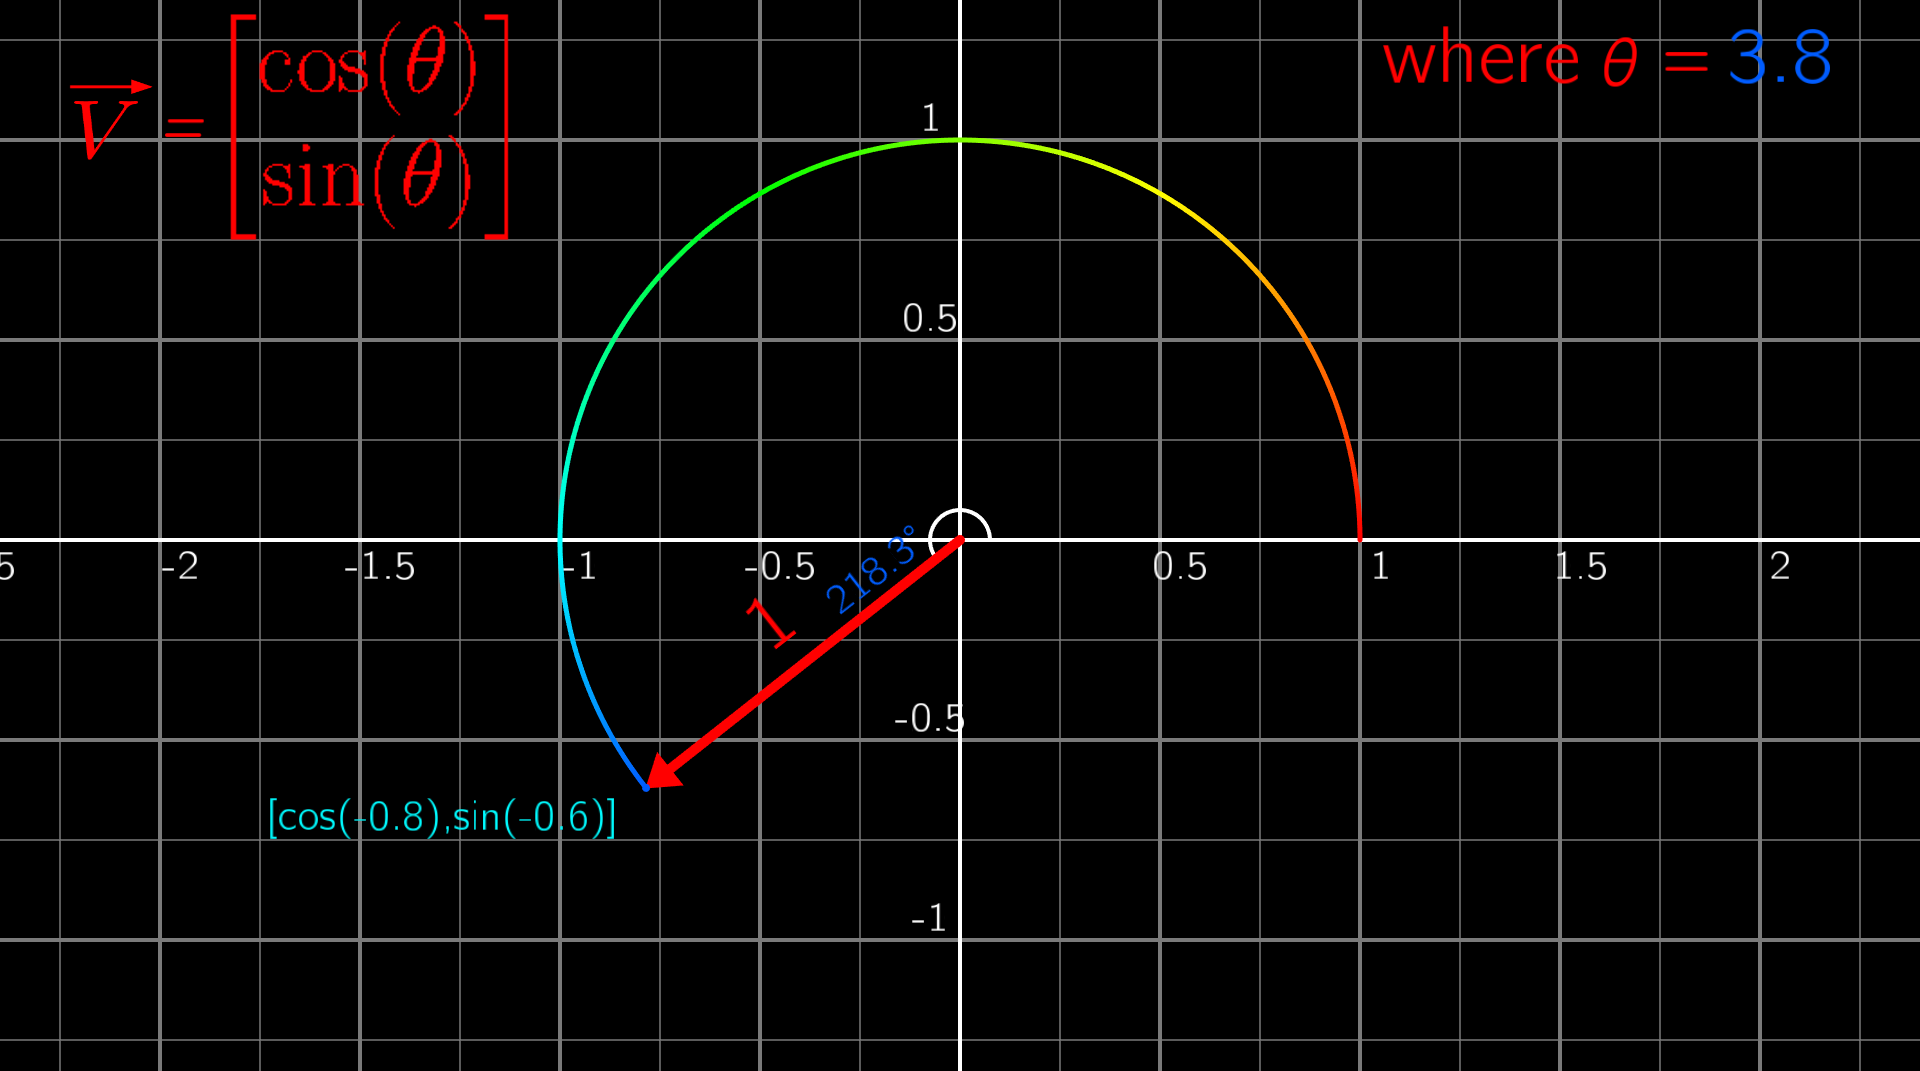 V = [cos(θ)
sin(θ)]
where θ = 3.8
1
0.5
5 -2 -1.5 -1 -0.5 0.5 1 1.5 2
218.3°
1
-0.5
[cos(-0.8),sin(-0.6)]
-1